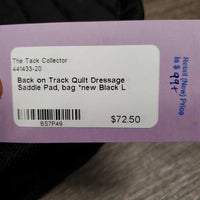 The Tack Collector
441433-20
Back on Track Quilt Dressage
Saddle Pad, bag *new Black L
BS7P49
$72.50
Retail (New) Price
is $99+